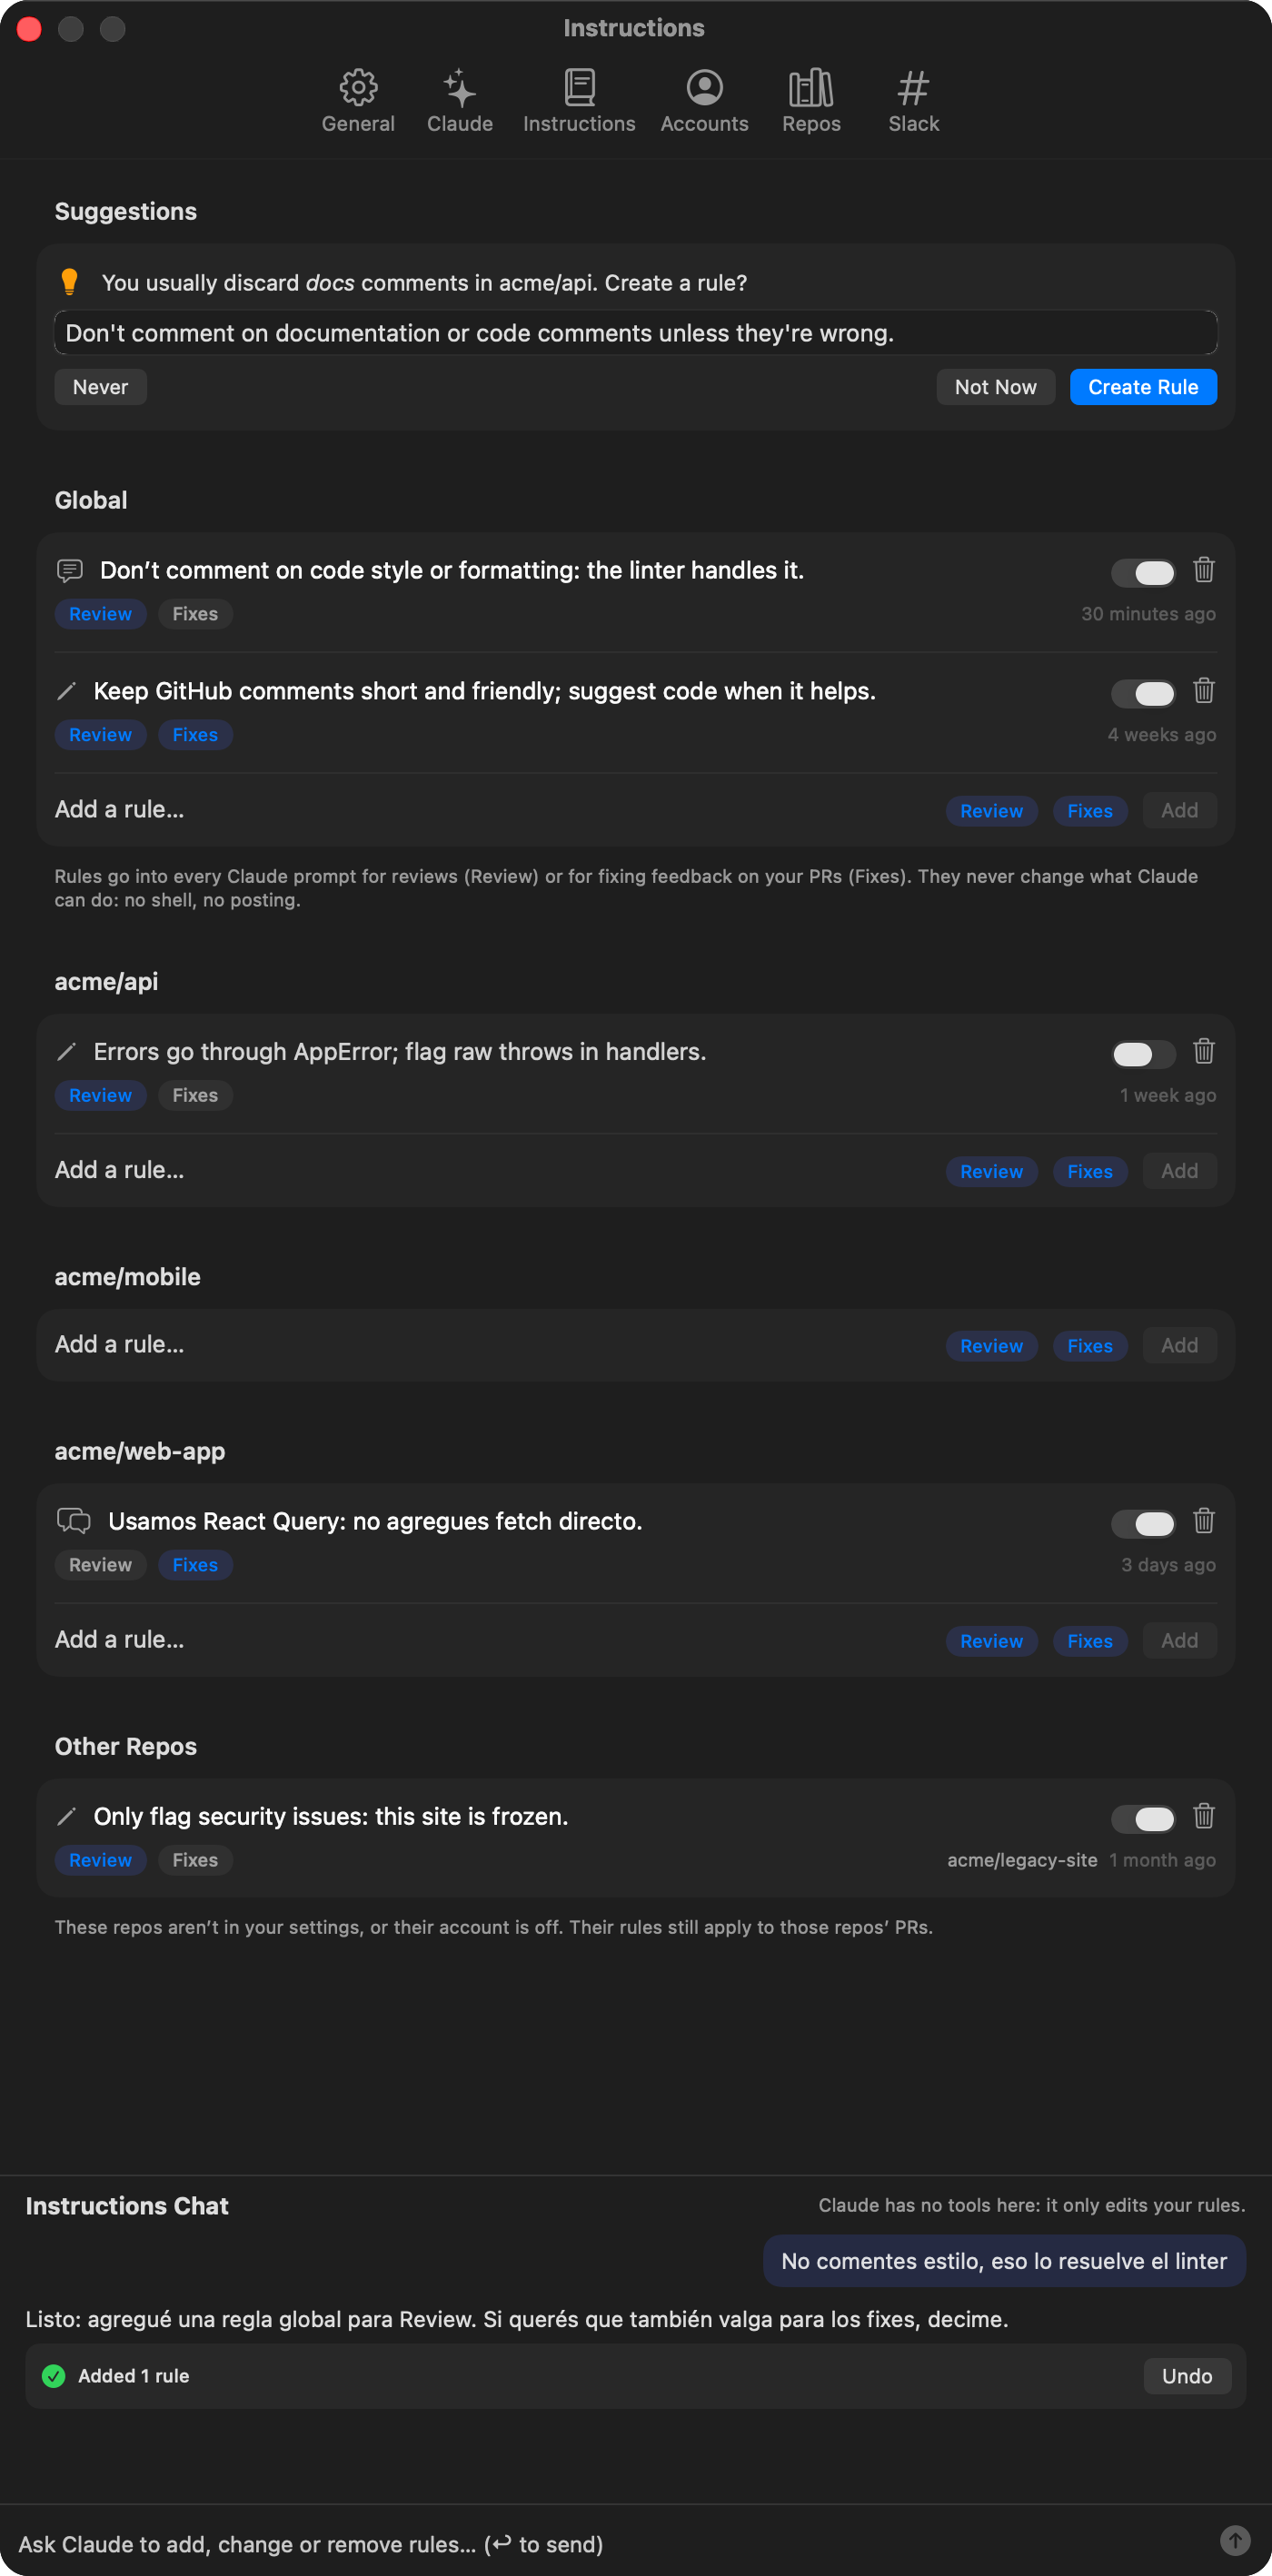 Instructions
General
Claude
Instructions
Accounts
Repos
Slack
Suggestions
You usually discard docs comments in acme/api. Create a rule?
Don't comment on documentation or code comments unless they're wrong.
Never
Not Now
Create Rule
Global
Don’t comment on code style or formatting: the linter handles it.
Review
Fixes
30 minutes ago
Keep GitHub comments short and friendly; suggest code when it helps.
Review
Fixes
4 weeks ago
Add a rule...
Review
Fixes
Add
Rules go into every Claude prompt for reviews (Review) or for fixing feedback on your PRs (Fixes). They never change what Claude
can do: no shell, no posting.
acme/api
Errors go through AppError; flag raw throws in handlers.
Review
Fixes
1 week ago
Add a rule...
Review
Fixes
Add
acme/mobile
Add a rule...
Review
Fixes
Add
acme/web-app
Usamos React Query: no agregues fetch directo.
Review
Fixes
3 days ago
Add a rule...
Review
Fixes
Add
Other Repos
Only flag security issues: this site is frozen.
Review
Fixes
acme/legacy-site 1 month ago
These repos aren’t in your settings, or their account is off. Their rules still apply to those repos’ PRs.
Instructions Chat
Claude has no tools here: it only edits your rules.
No comentes estilo, eso lo resuelve el linter
Listo: agregué una regla global para Review. Si querés que también valga para los fixes, decime.
Added 1 rule
Undo
Ask Claude to add, change or remove rules... (↩ to send)